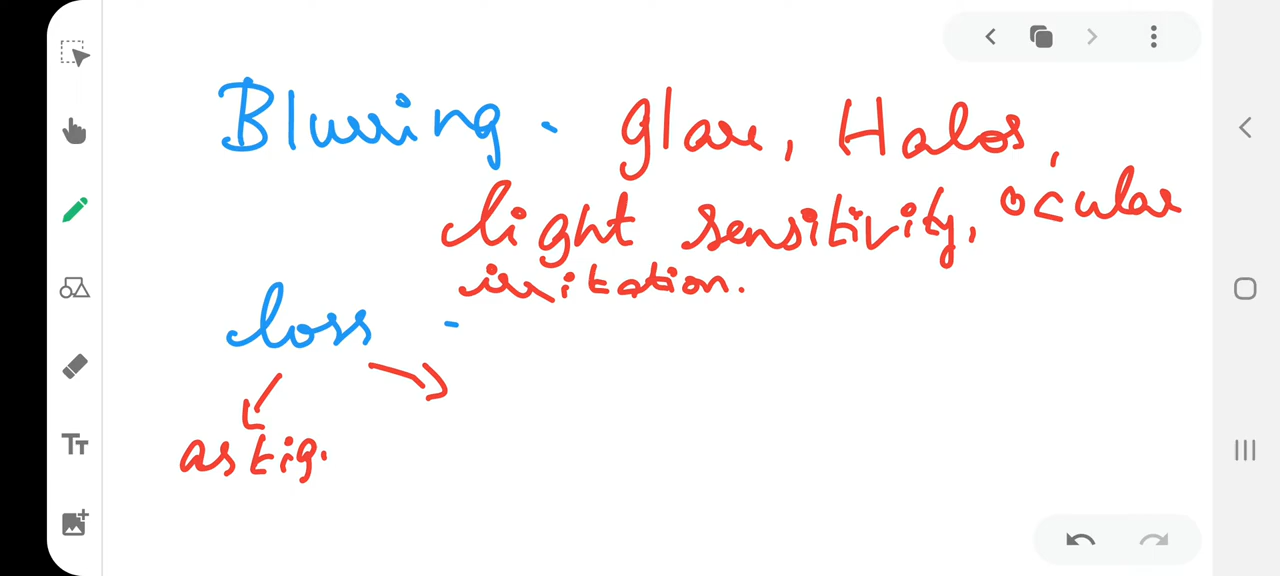 Blurring - glare, Halos,
light sensitivity, ocular
irritation.
loss -
astig.